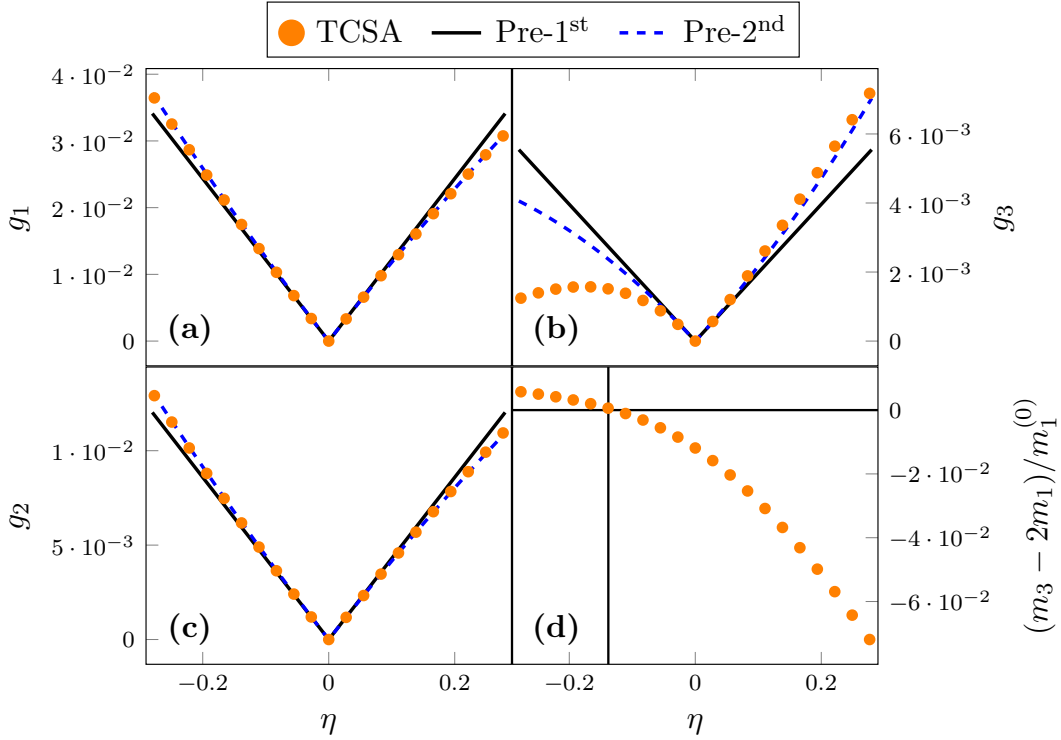 TCSA Pre-1ˢᵗ Pre-2ⁿᵈ
4 · 10⁻²
3 · 10⁻²
2 · 10⁻²
1 · 10⁻²
0
g₁
(a)
6 · 10⁻³
4 · 10⁻³
2 · 10⁻³
0
g₃
(b)
1 · 10⁻²
5 · 10⁻³
0
g₂
(c)
−0.2 0 0.2
η
0
−2 · 10⁻²
−4 · 10⁻²
−6 · 10⁻²
(m₃ − 2m₁)/m₁⁽⁰⁾
(d)
−0.2 0 0.2
η